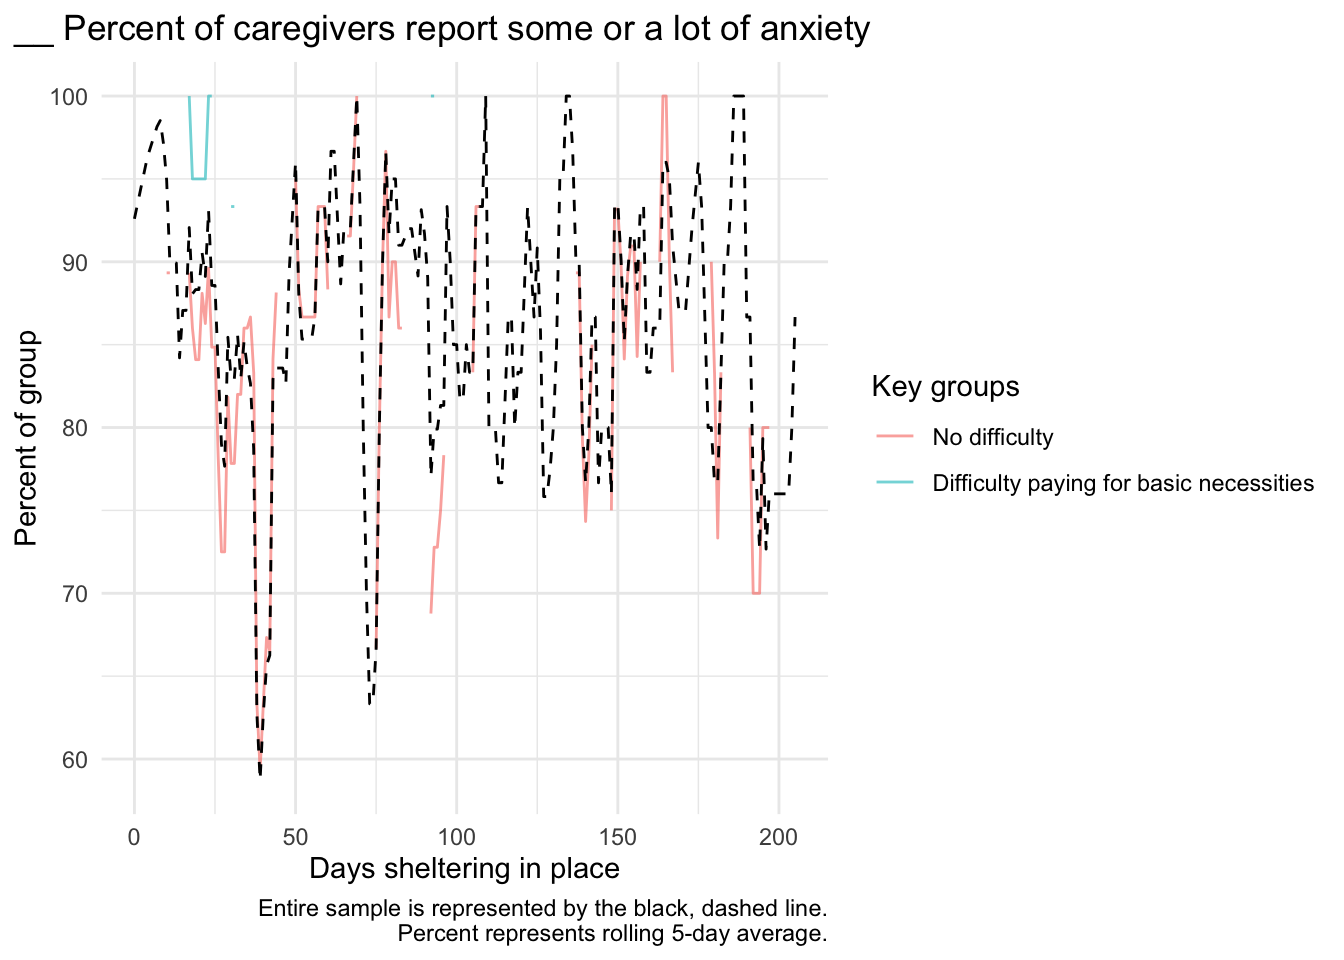 __ Percent of caregivers report some or a lot of anxiety
100
90
80
70
60
Percent of group
0 50 100 150 200
Days sheltering in place
Key groups
No difficulty
Difficulty paying for basic necessities
Entire sample is represented by the black, dashed line.
Percent represents rolling 5-day average.